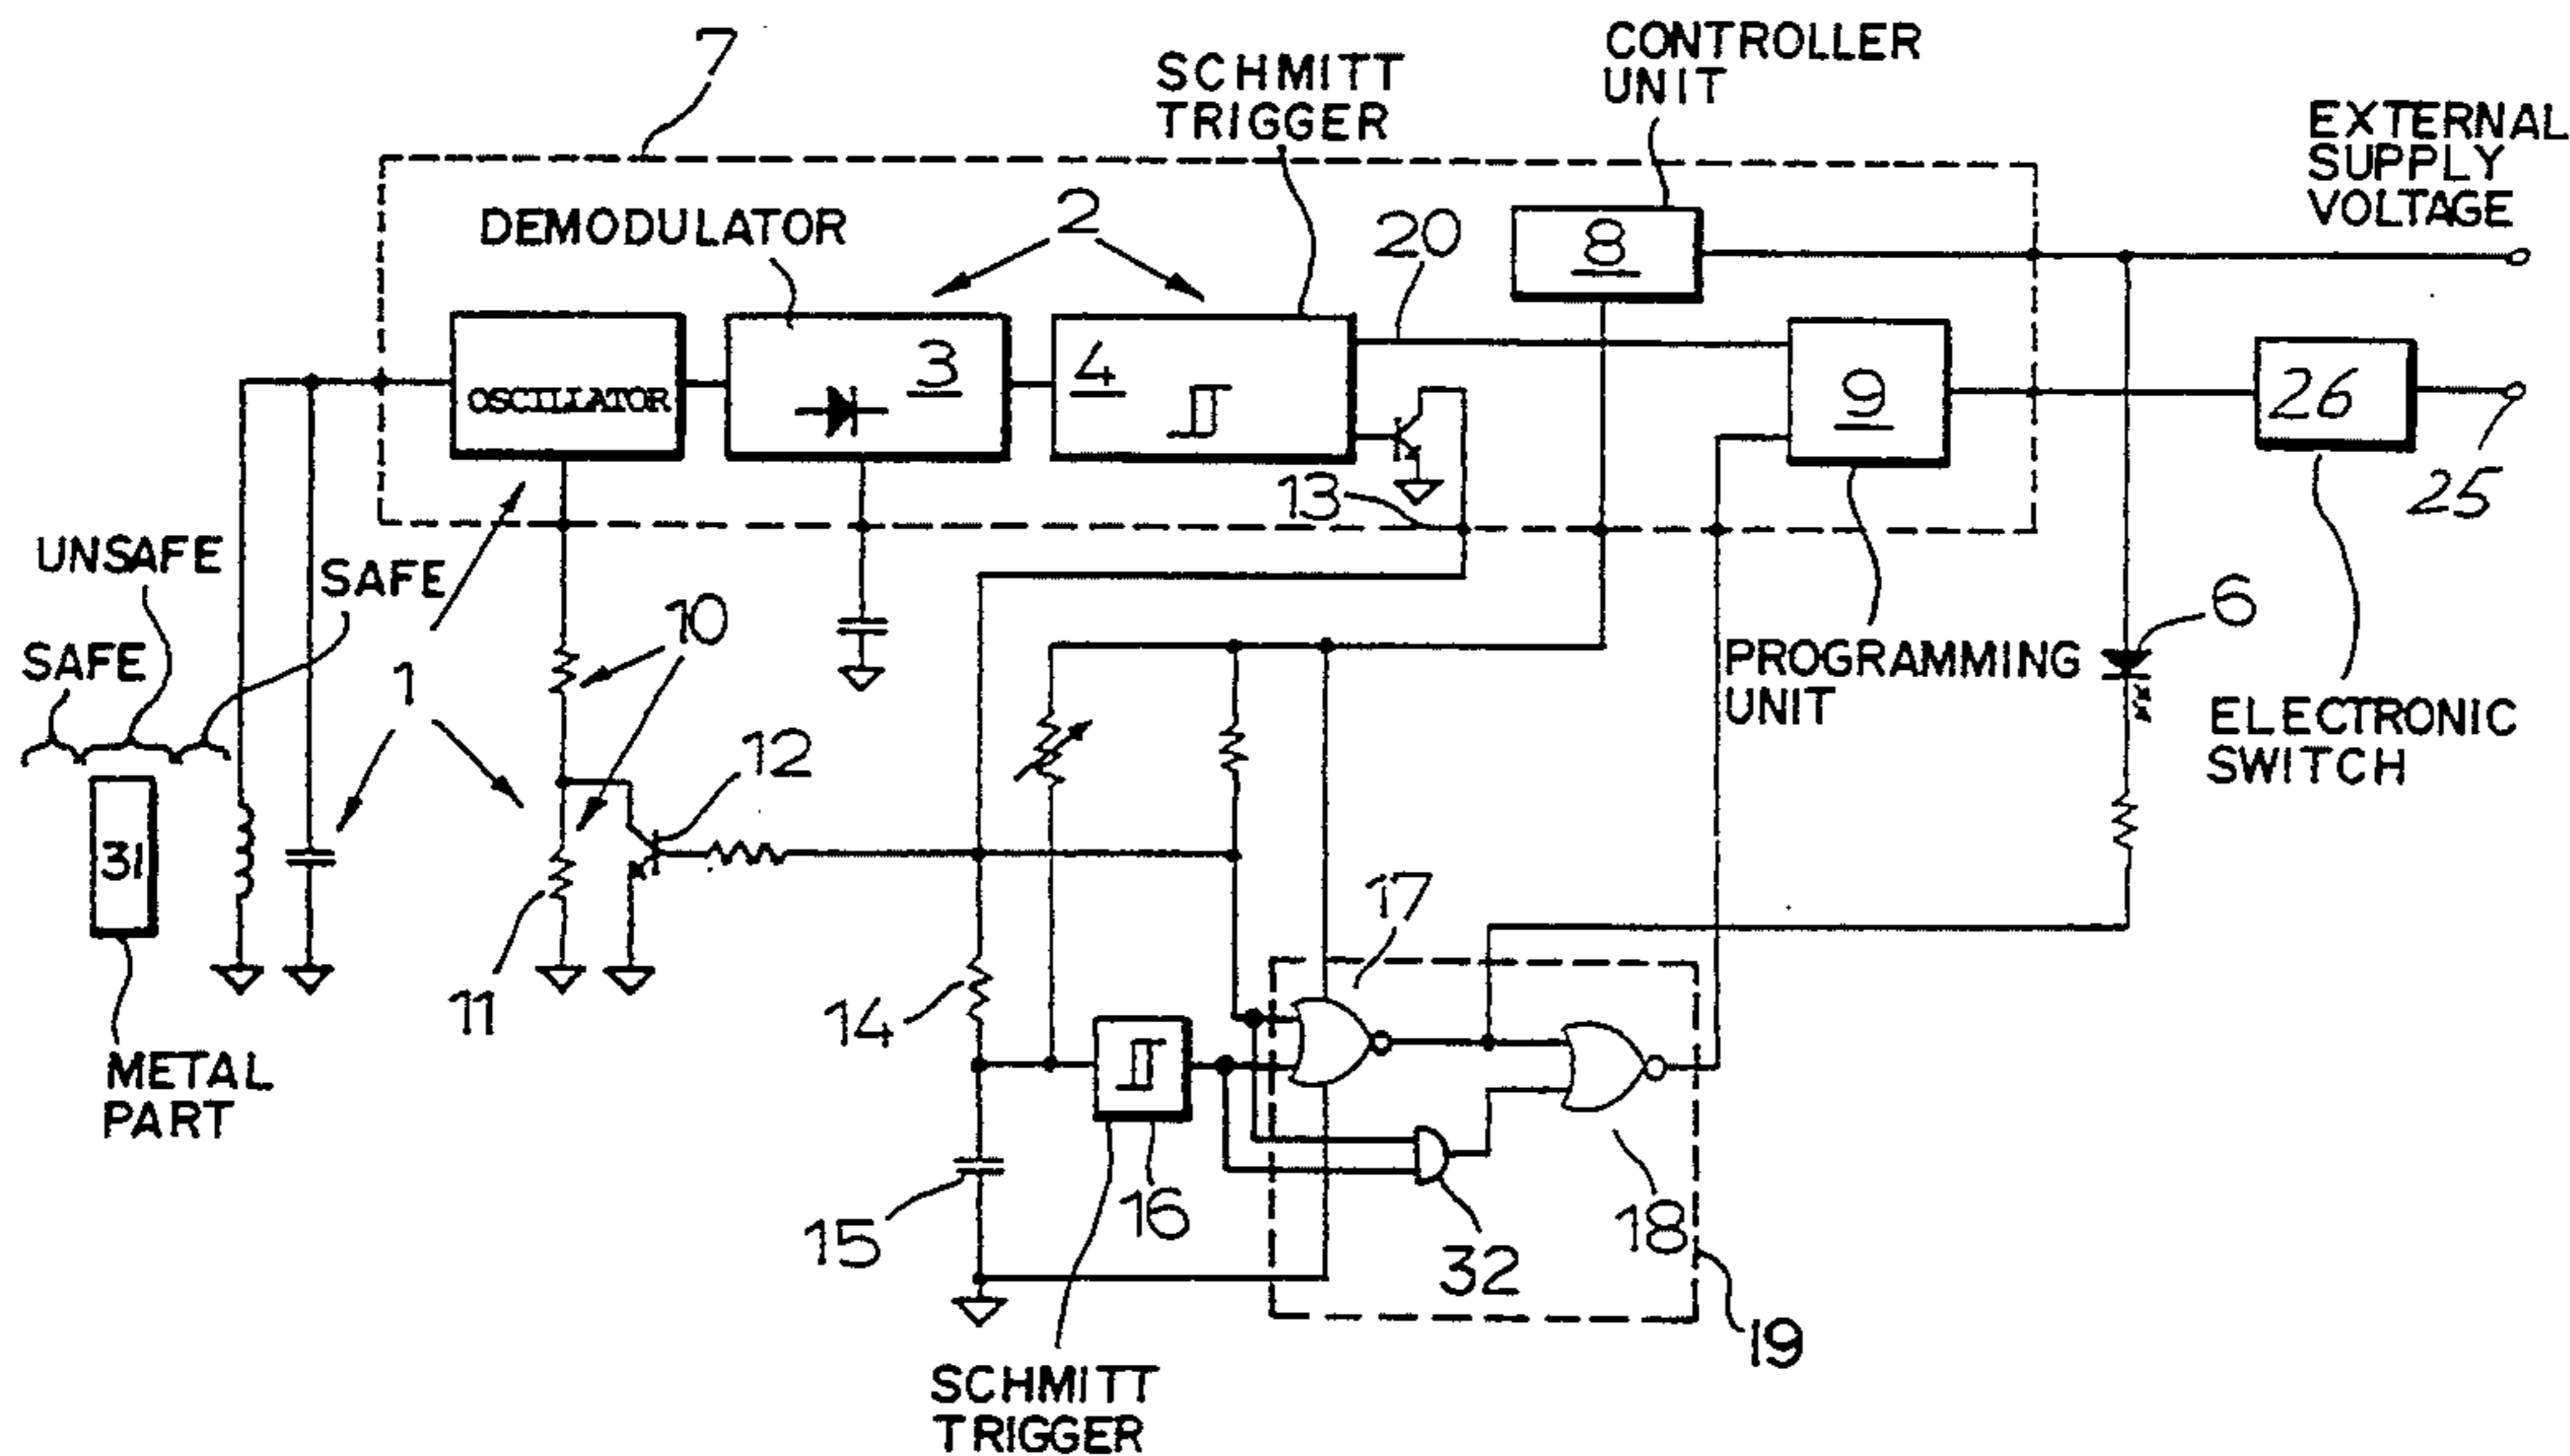 7
SCHMITT
TRIGGER
CONTROLLER
UNIT
EXTERNAL
SUPPLY
VOLTAGE
DEMODULATOR
2
20
8
OSCILLATOR
3
4
9
26
25
13
UNSAFE
SAFE
SAFE
1
10
12
PROGRAMMING
UNIT
6
ELECTRONIC
SWITCH
31
11
METAL
PART
14
17
15
16
32
18
19
SCHMITT
TRIGGER